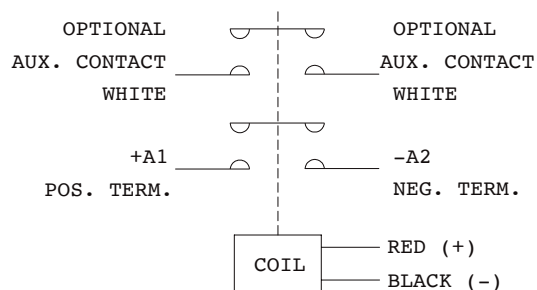 OPTIONAL
AUX. CONTACT
WHITE
OPTIONAL
AUX. CONTACT
WHITE
+A1
POS. TERM.
-A2
NEG. TERM.
COIL
RED (+)
BLACK (-)